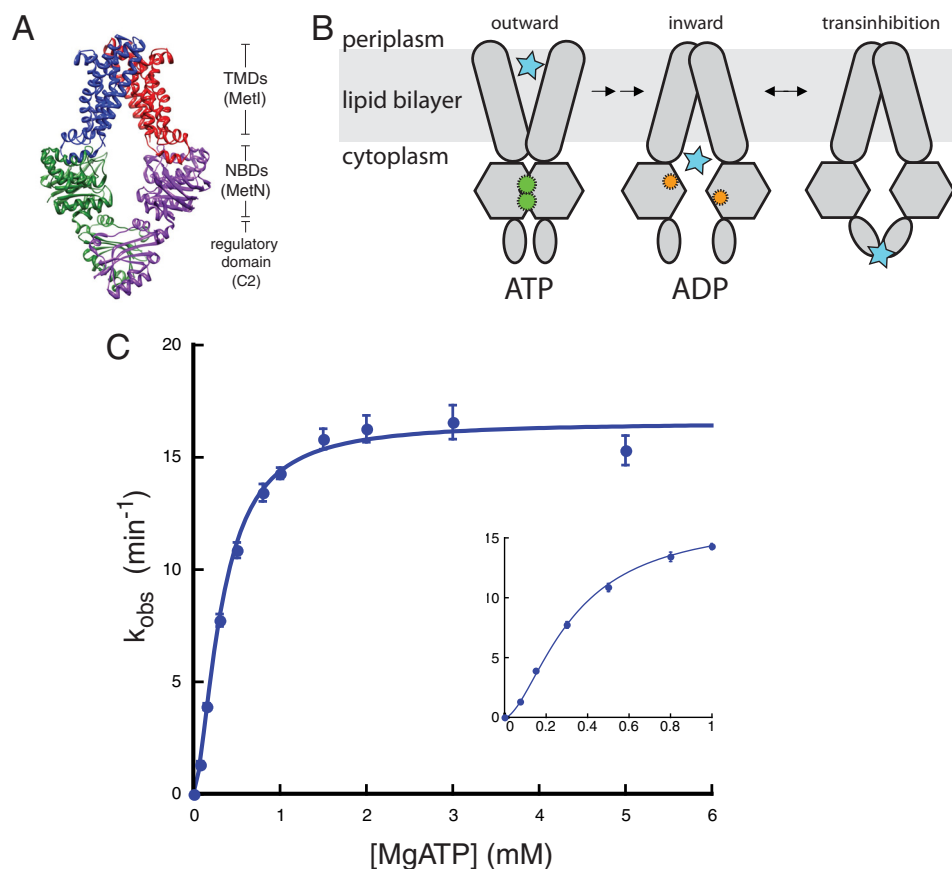 A
TMDs
(MetI)
NBDs
(MetN)
regulatory
domain
(C2)
B
outward
inward
transinhibition
periplasm
lipid bilayer
cytoplasm
ATP
ADP
C
20
15
10
5
0
k_obs (min⁻¹)
0
1
2
3
4
5
6
[MgATP] (mM)
15
10
5
0
0
0.2
0.4
0.6
0.8
1